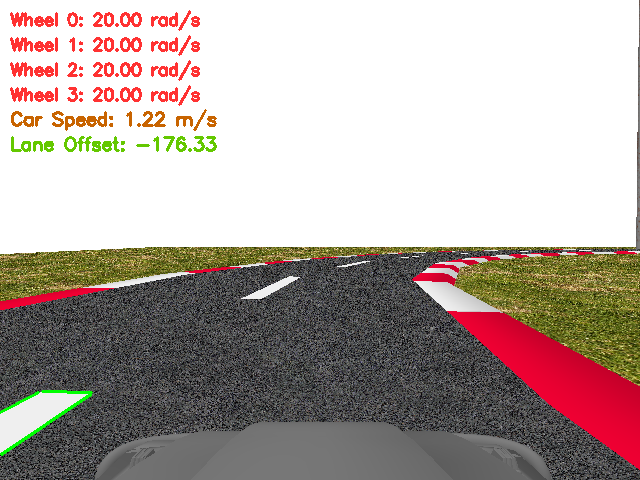 Wheel 0: 20.00 rad/s
Wheel 1: 20.00 rad/s
Wheel 2: 20.00 rad/s
Wheel 3: 20.00 rad/s
Car Speed: 1.22 m/s
Lane Offset: -176.33